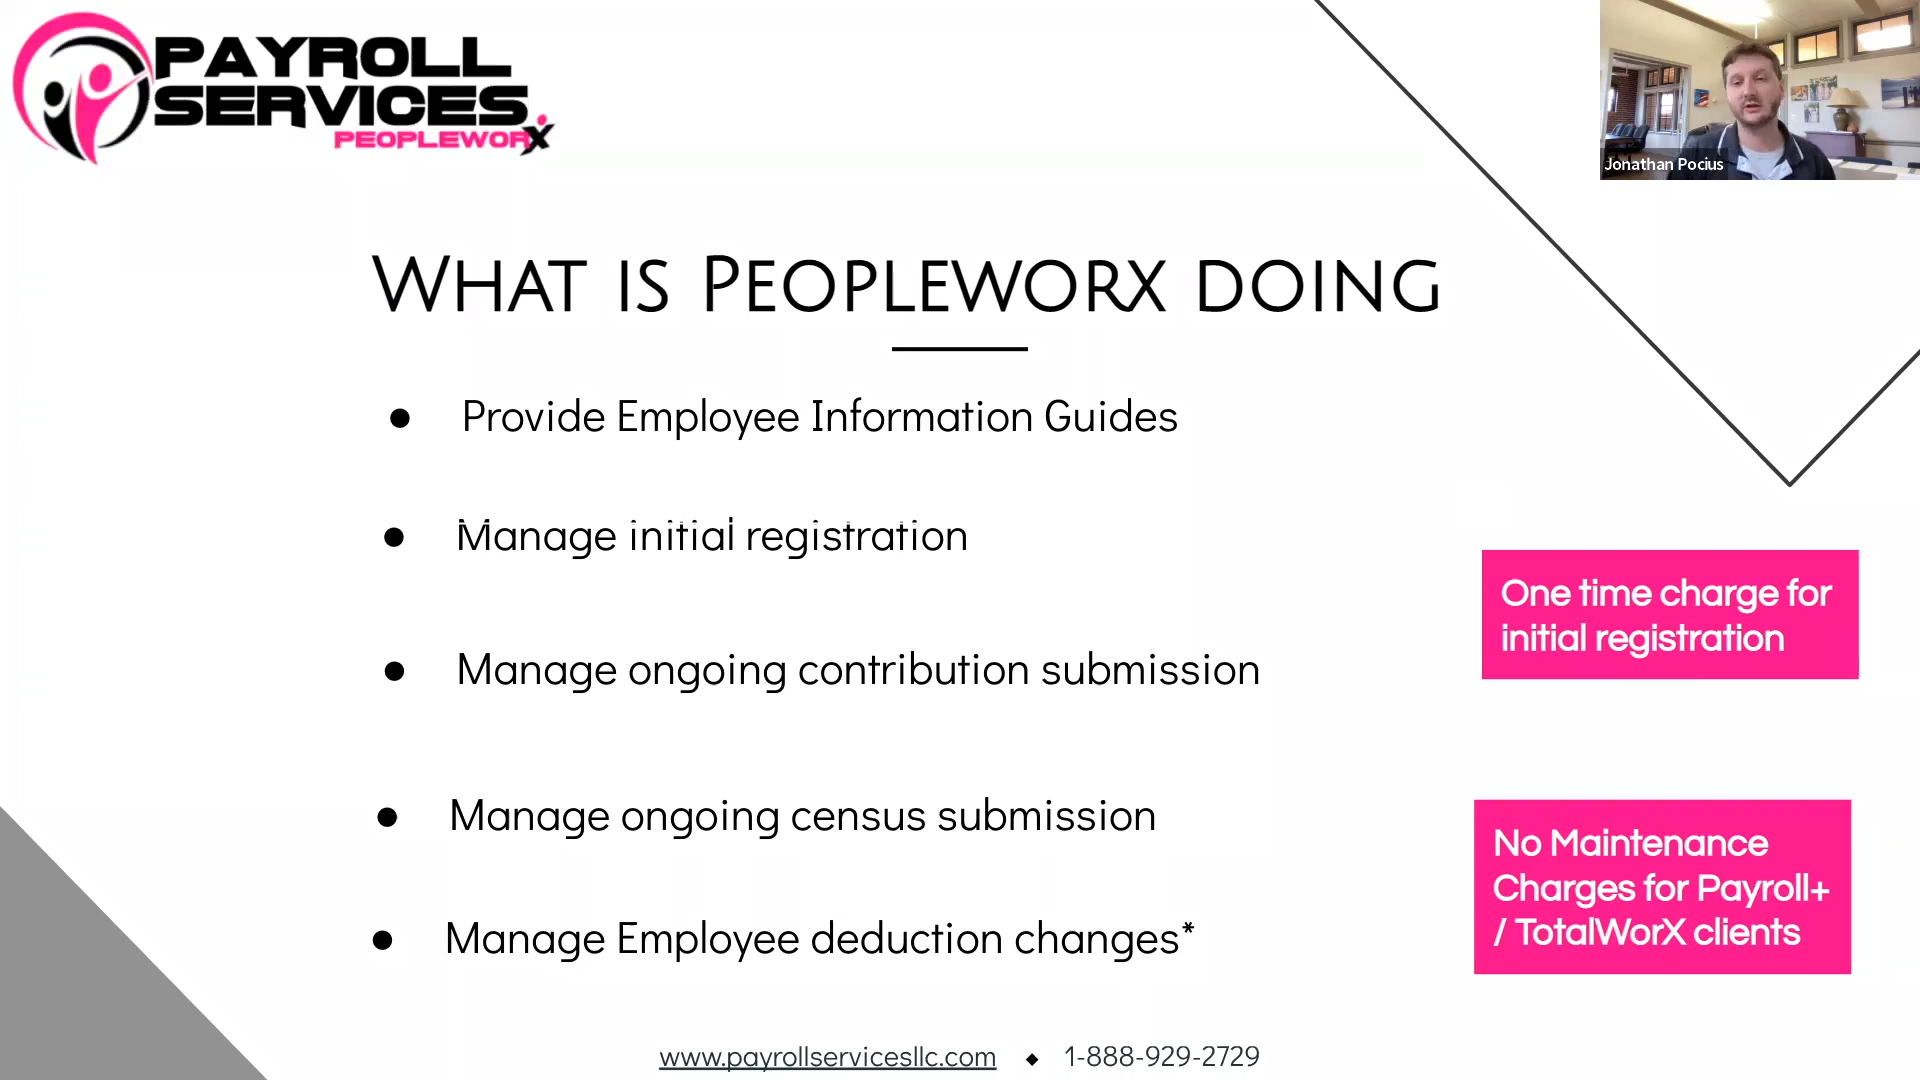 PAYROLL
SERVICES
PEOPLEWORX
Jonathan Pocius
What is Peopleworx doing
● Provide Employee Information Guides
● Manage initial registration
One time charge for
initial registration
● Manage ongoing contribution submission
● Manage ongoing census submission
No Maintenance
Charges for Payroll+
/ TotalWorX clients
● Manage Employee deduction changes*
www.payrollservicesllc.com ◆ 1-888-929-2729